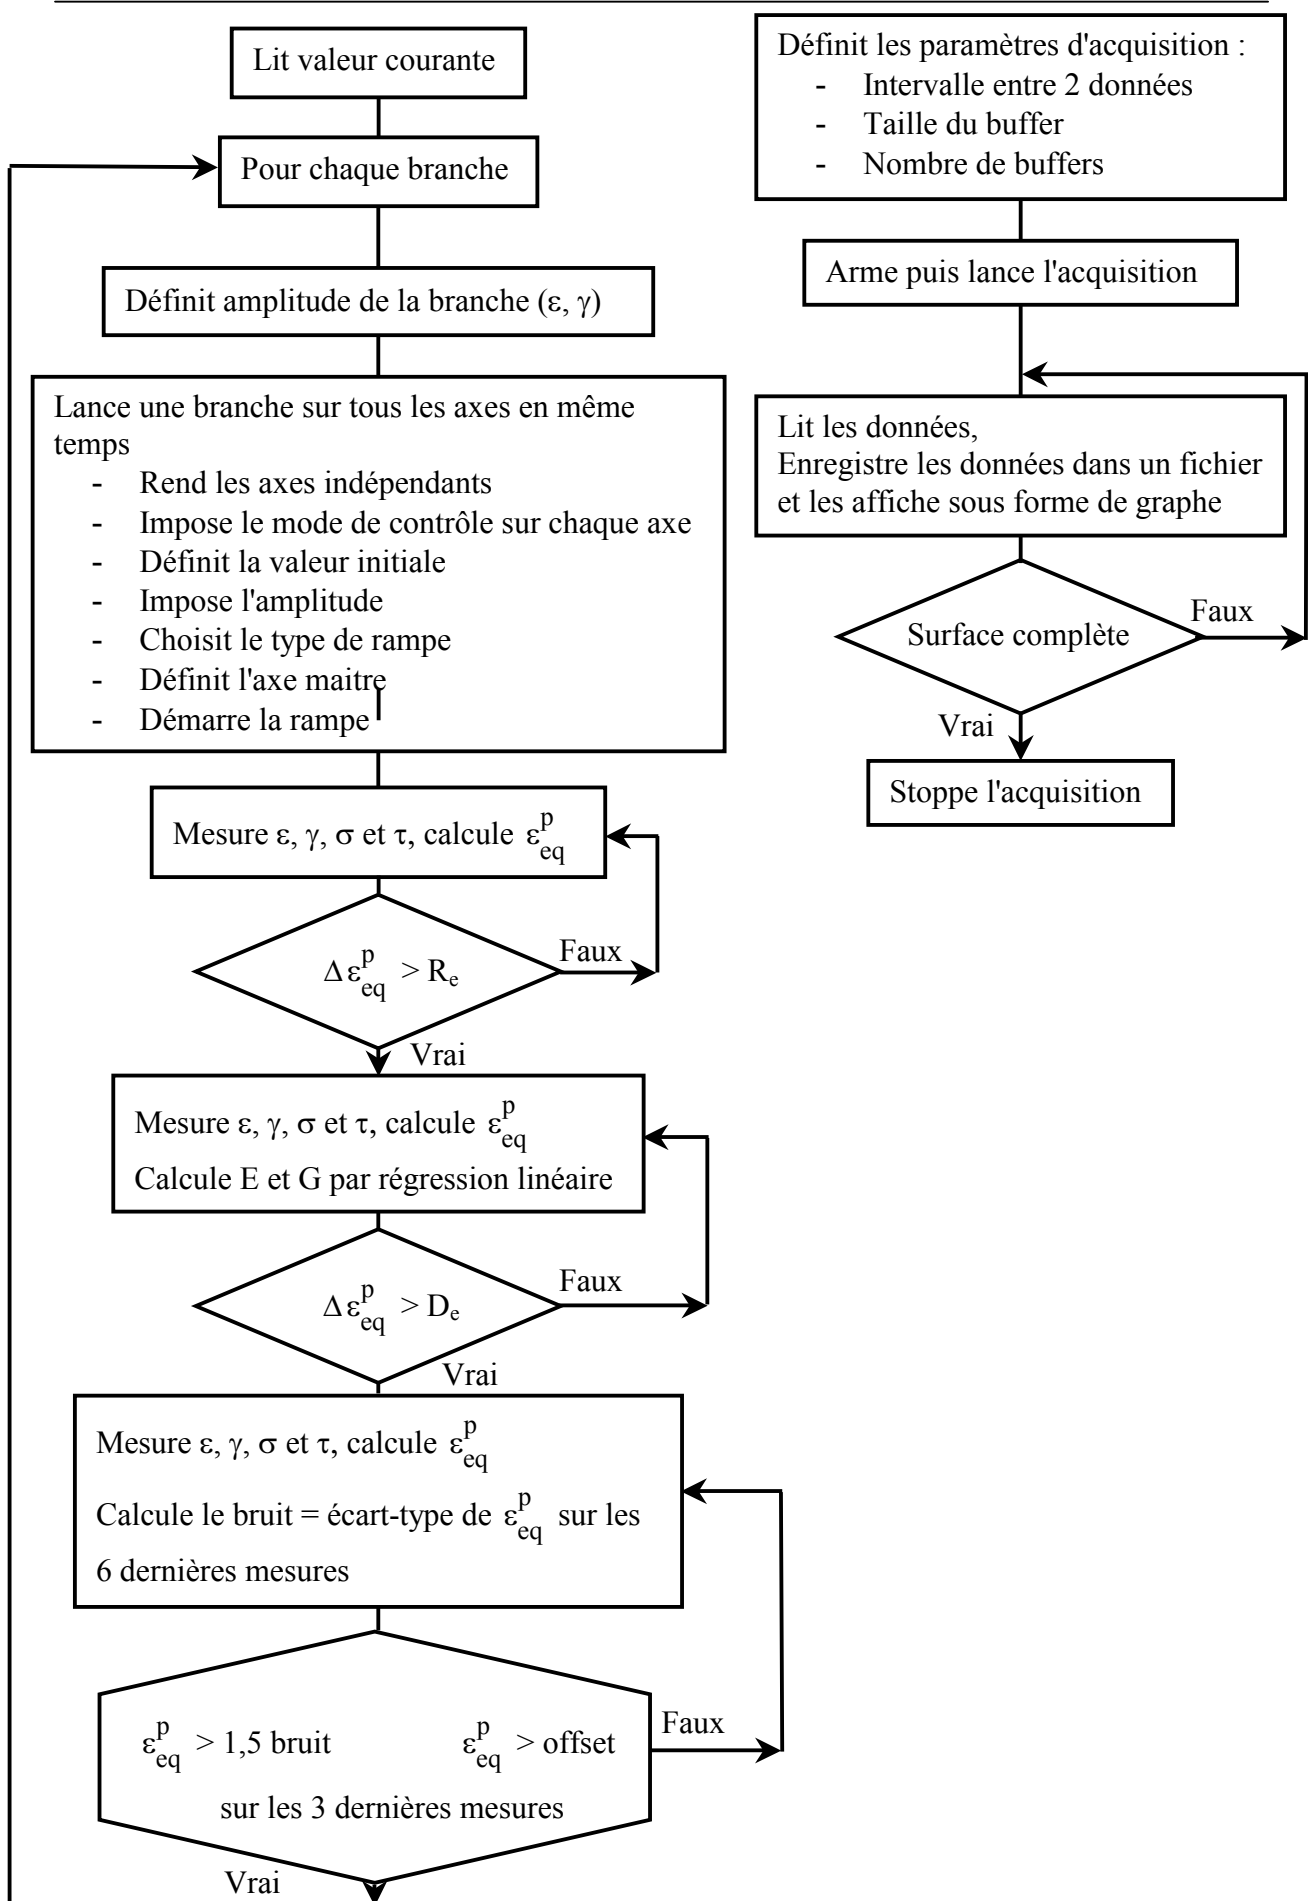 Lit valeur courante
Pour chaque branche
Définit amplitude de la branche (ε, γ)
Lance une branche sur tous les axes en même
temps
- Rend les axes indépendants
- Impose le mode de contrôle sur chaque axe
- Définit la valeur initiale
- Impose l'amplitude
- Choisit le type de rampe
- Définit l'axe maitre
- Démarre la rampe
Mesure ε, γ, σ et τ, calcule ε^p_eq
Δ ε^p_eq > R_e
Faux
Vrai
Mesure ε, γ, σ et τ, calcule ε^p_eq
Calcule E et G par régression linéaire
Δ ε^p_eq > D_e
Faux
Vrai
Mesure ε, γ, σ et τ, calcule ε^p_eq
Calcule le bruit = écart-type de ε^p_eq sur les
6 dernières mesures
ε^p_eq > 1,5 bruit ε^p_eq > offset
sur les 3 dernières mesures
Faux
Vrai
Définit les paramètres d'acquisition :
- Intervalle entre 2 données
- Taille du buffer
- Nombre de buffers
Arme puis lance l'acquisition
Lit les données,
Enregistre les données dans un fichier
et les affiche sous forme de graphe
Surface complète
Faux
Vrai
Stoppe l'acquisition